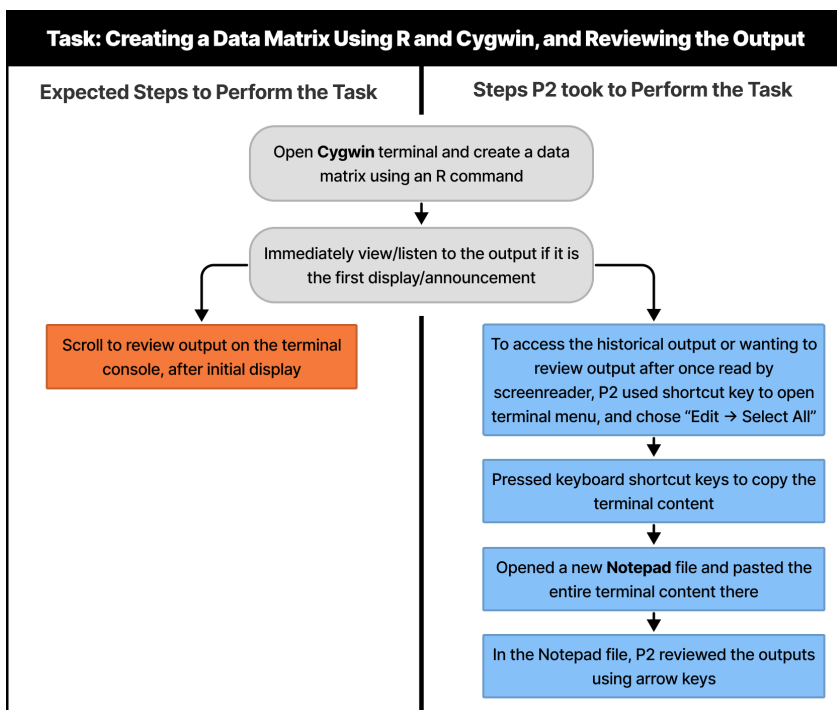 Task: Creating a Data Matrix Using R and Cygwin, and Reviewing the Output
Expected Steps to Perform the Task
Steps P2 took to Perform the Task
Open Cygwin terminal and create a data
matrix using an R command
Immediately view/listen to the output if it is
the first display/announcement
Scroll to review output on the terminal
console, after initial display
To access the historical output or wanting to
review output after once read by
screenreader, P2 used shortcut key to open
terminal menu, and chose “Edit → Select All”
Pressed keyboard shortcut keys to copy the
terminal content
Opened a new Notepad file and pasted the
entire terminal content there
In the Notepad file, P2 reviewed the outputs
using arrow keys